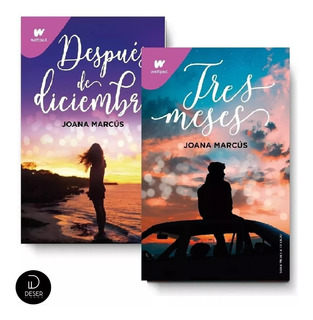 wattpad
Después
de
diciembre
JOANA MARCÚS
wattpad
Tres
meses
JOANA MARCÚS
DESER